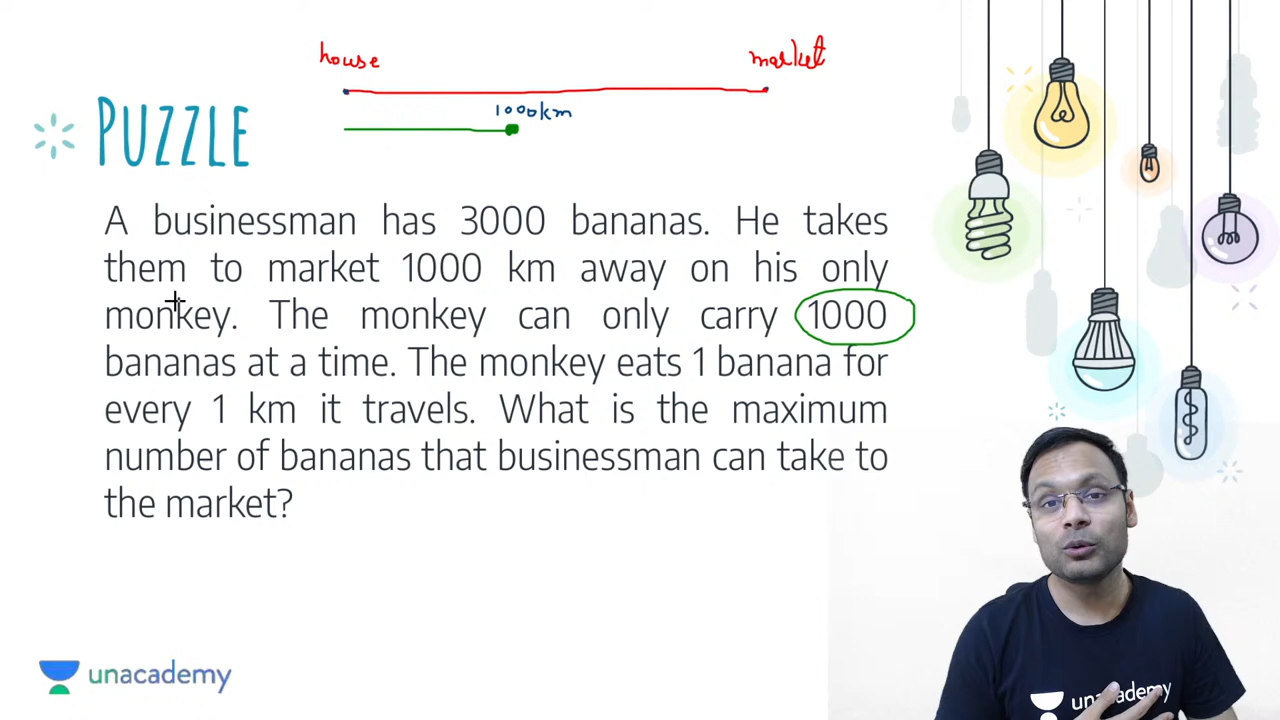 house
market
1000km
PUZZLE
A businessman has 3000 bananas. He takes
them to market 1000 km away on his only
monkey. The monkey can only carry 1000
bananas at a time. The monkey eats 1 banana for
every 1 km it travels. What is the maximum
number of bananas that businessman can take to
the market?
unacademy
unacademy